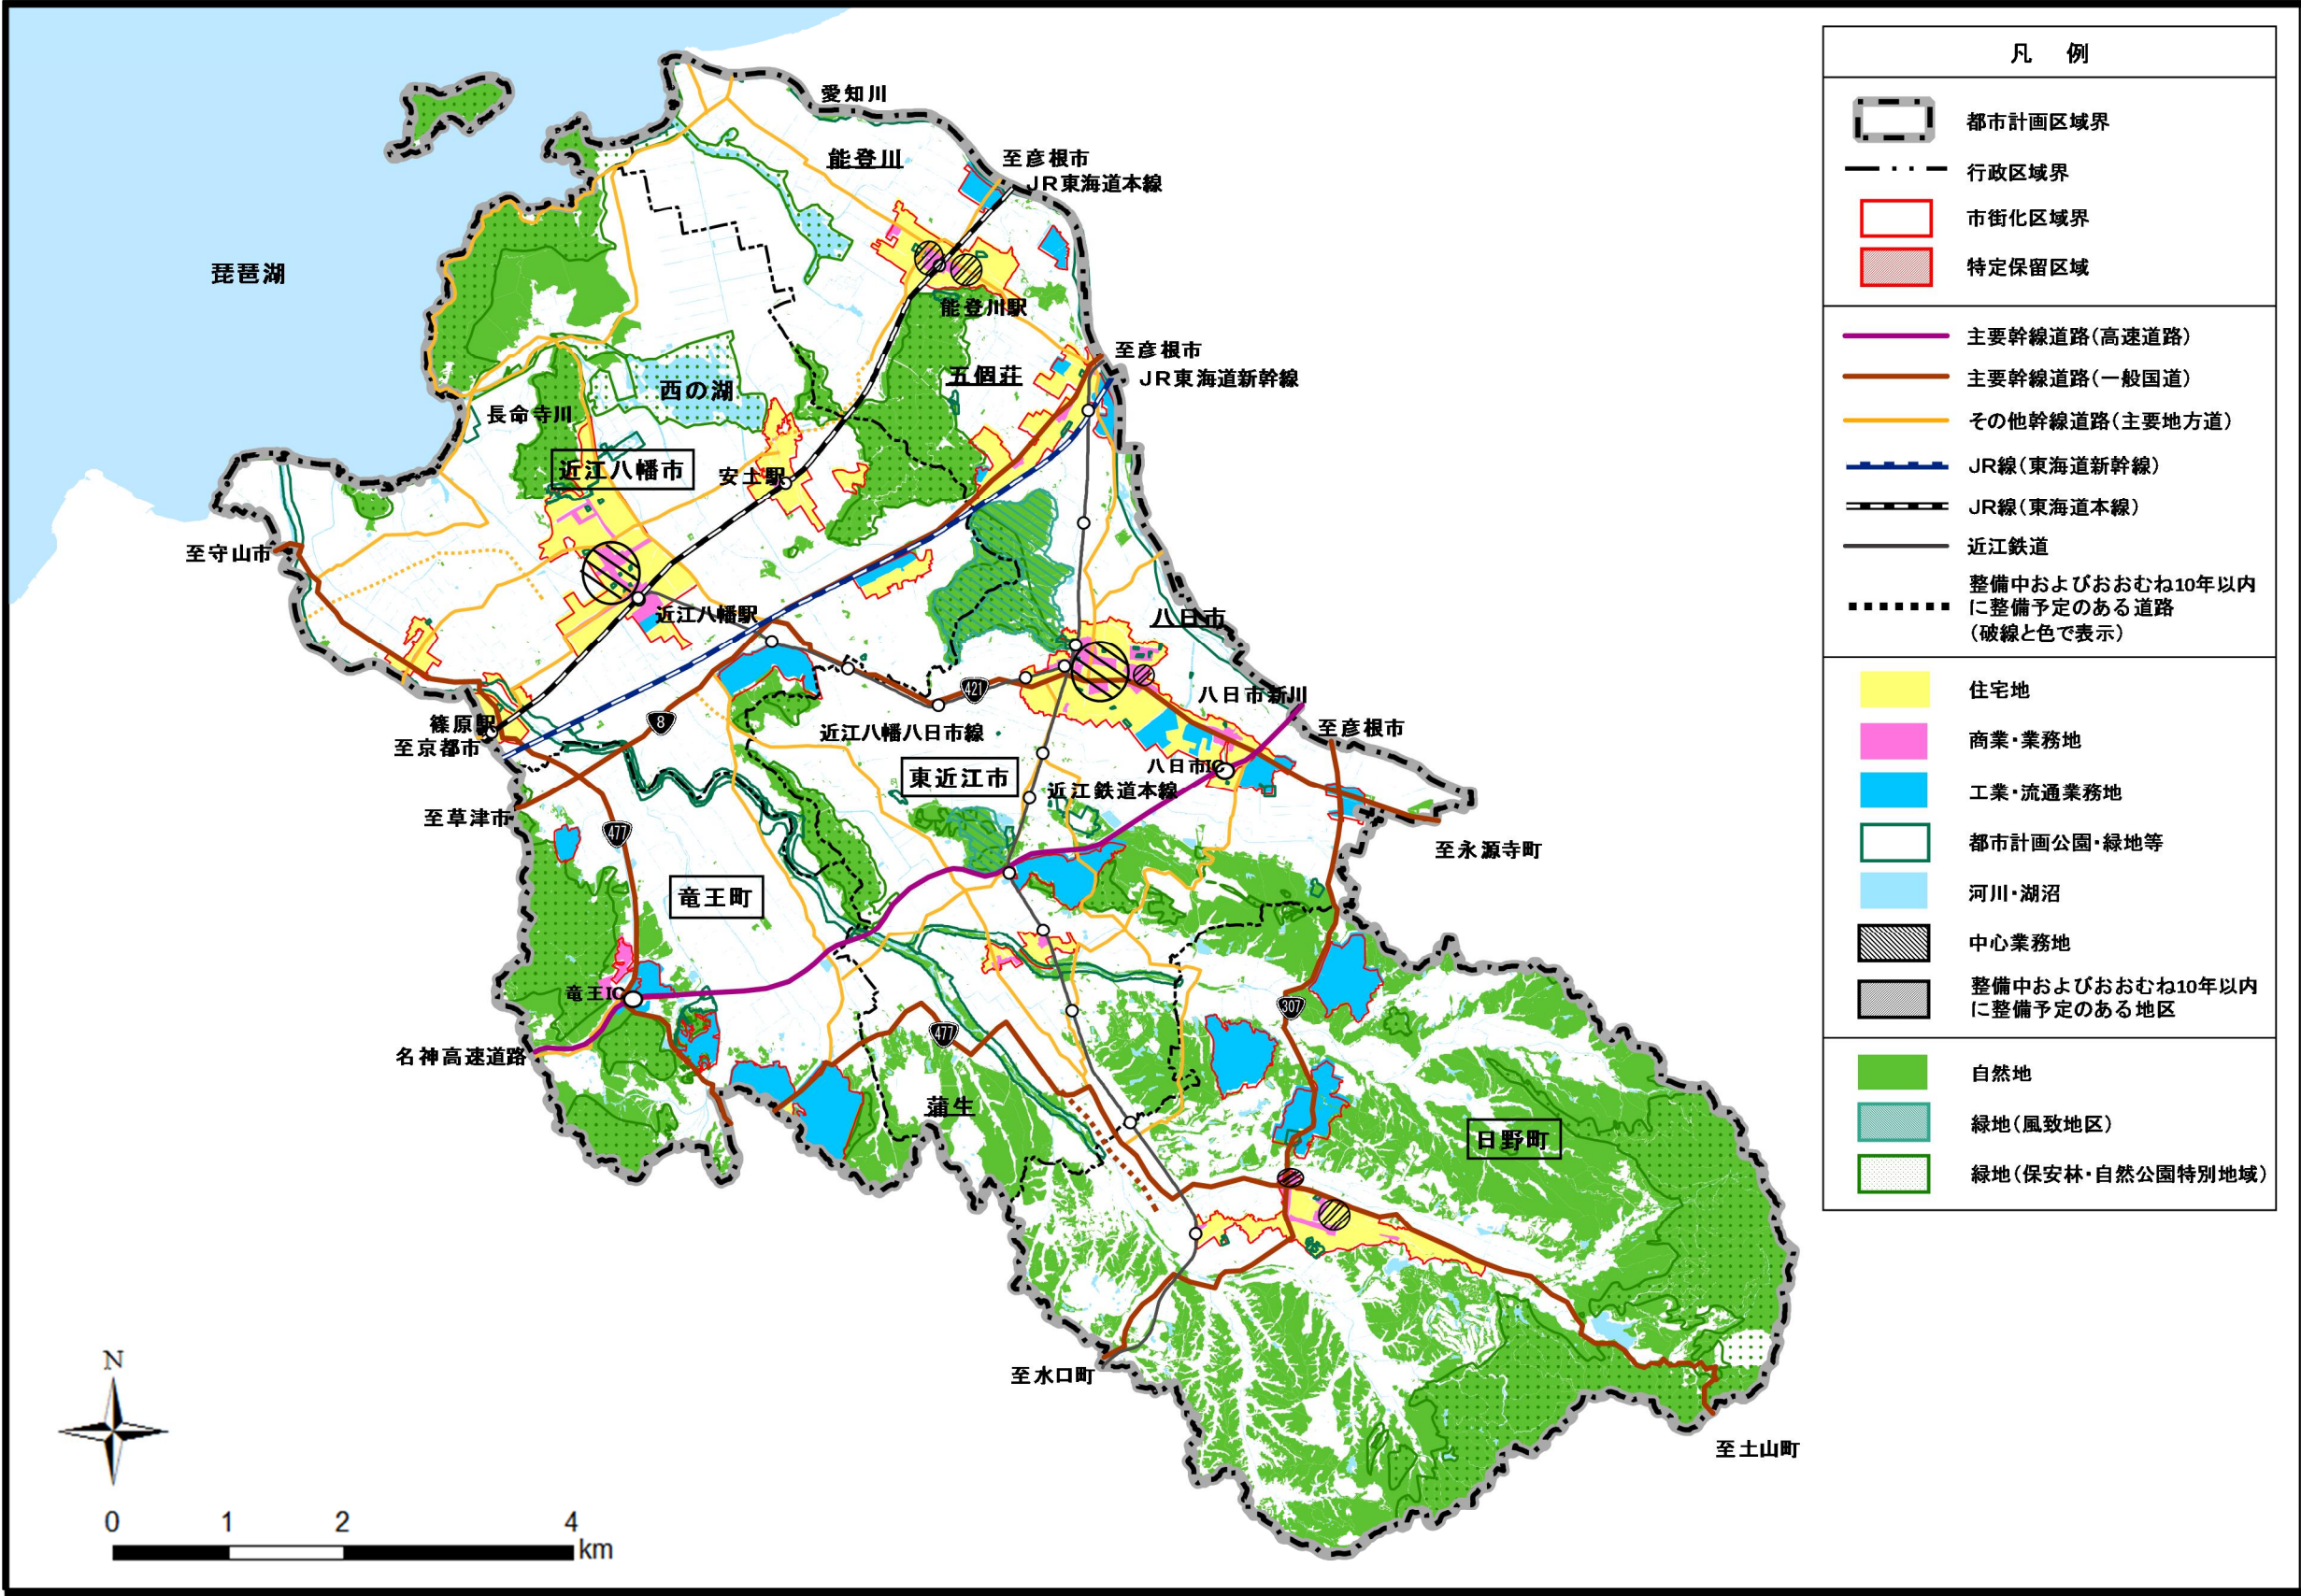 愛知川
能登川
至彦根市
JR東海道本線
琵琶湖
能登川駅
至彦根市
JR東海道新幹線
五個荘
西の湖
長命寺川
近江八幡市
安土駅
至守山市
近江八幡駅
八日市
421
八日市新川
至彦根市
篠原駅
至京都市
8
近江八幡八日市線
東近江市
八日市IC
近江鉄道本線
至草津市
477
至永源寺町
竜王町
竜王IC
307
名神高速道路
477
蒲生
日野町
至水口町
至土山町
N
0 1 2 4
km
凡 例
都市計画区域界
行政区域界
市街化区域界
特定保留区域
主要幹線道路(高速道路)
主要幹線道路(一般国道)
その他幹線道路(主要地方道)
JR線(東海道新幹線)
JR線(東海道本線)
近江鉄道
整備中およびおおむね10年以内
に整備予定のある道路
(破線と色で表示)
住宅地
商業・業務地
工業・流通業務地
都市計画公園・緑地等
河川・湖沼
中心業務地
整備中およびおおむね10年以内
に整備予定のある地区
自然地
緑地(風致地区)
緑地(保安林・自然公園特別地域)